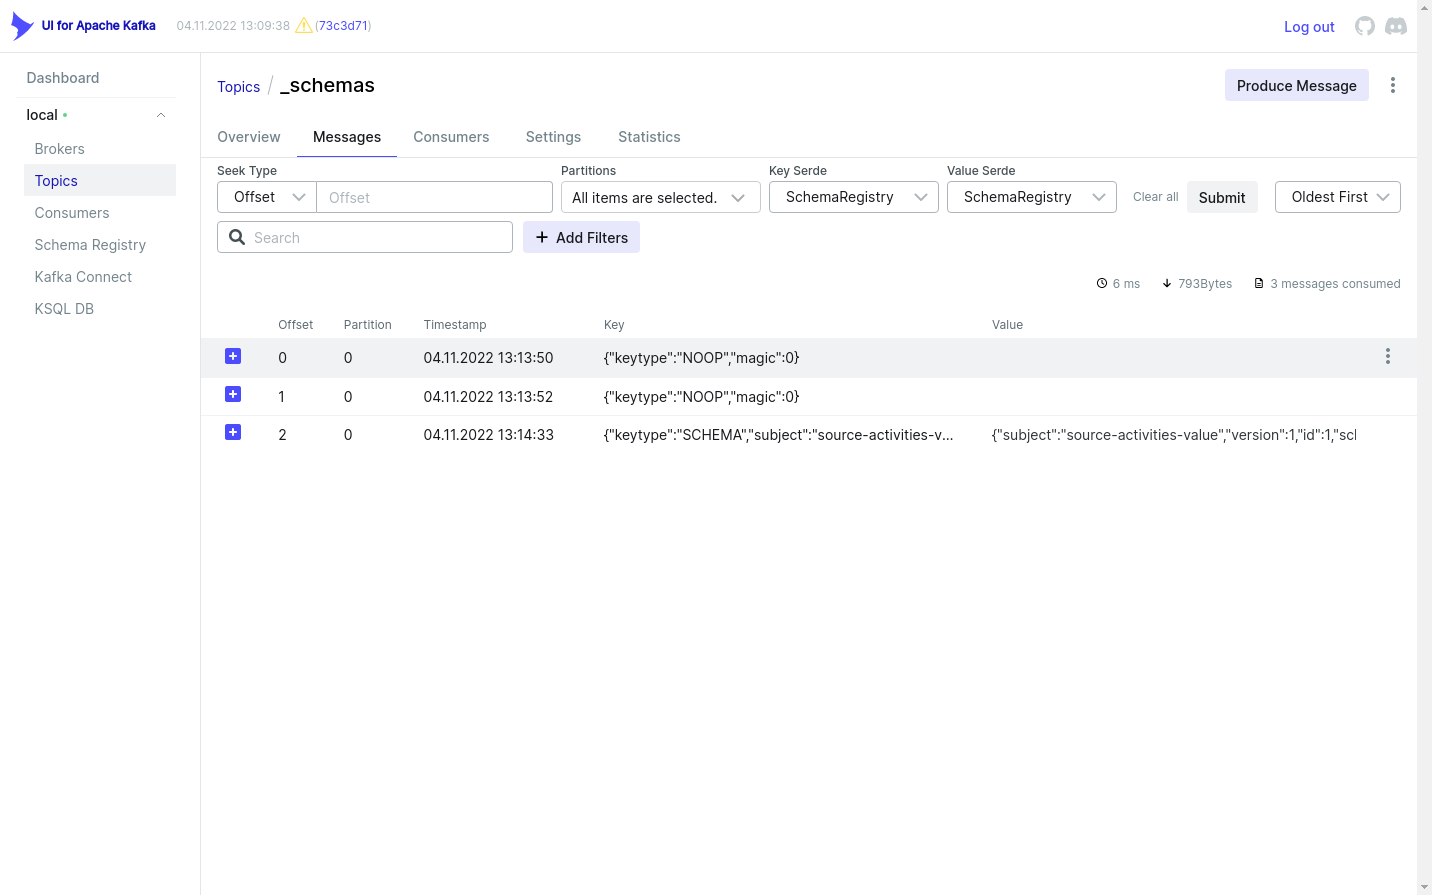 UI for Apache Kafka 04.11.2022 13:09:38 (73c3d71) Log out
Dashboard
local
Brokers
Topics
Consumers
Schema Registry
Kafka Connect
KSQL DB
Topics / _schemas Produce Message
Overview Messages Consumers Settings Statistics
Seek Type Partitions Key Serde Value Serde
Offset Offset All items are selected. SchemaRegistry SchemaRegistry Clear all Submit Oldest First
Search Add Filters
6 ms 793Bytes 3 messages consumed
Offset Partition Timestamp Key Value
0 0 04.11.2022 13:13:50 {"keytype":"NOOP","magic":0}
1 0 04.11.2022 13:13:52 {"keytype":"NOOP","magic":0}
2 0 04.11.2022 13:14:33 {"keytype":"SCHEMA","subject":"source-activities-v... {"subject":"source-activities-value","version":1,"id":1,"scl